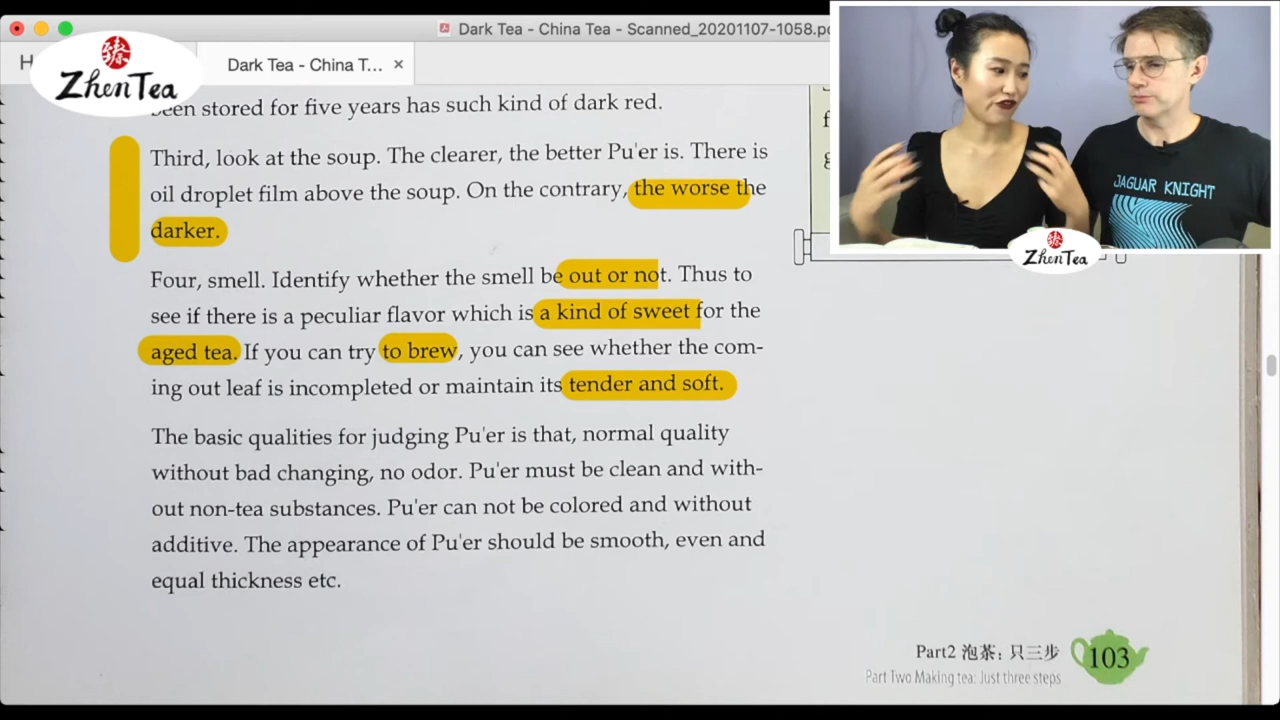 Dark Tea - China Tea - Scanned_20201107-1058.p
H
Dark Tea - China T... ×
臻
ZhenTea
been stored for five years has such kind of dark red.
Third, look at the soup. The clearer, the better Pu'er is. There is
oil droplet film above the soup. On the contrary, the worse the
darker.
Four, smell. Identify whether the smell be out or not. Thus to
see if there is a peculiar flavor which is a kind of sweet for the
aged tea. If you can try to brew, you can see whether the com-
ing out leaf is incompleted or maintain its tender and soft.
The basic qualities for judging Pu'er is that, normal quality
without bad changing, no odor. Pu'er must be clean and with-
out non-tea substances. Pu'er can not be colored and without
additive. The appearance of Pu'er should be smooth, even and
equal thickness etc.
JAGUAR KNIGHT
臻
ZhenTea
Part2 泡茶：只三步
Part Two Making tea: Just three steps
103